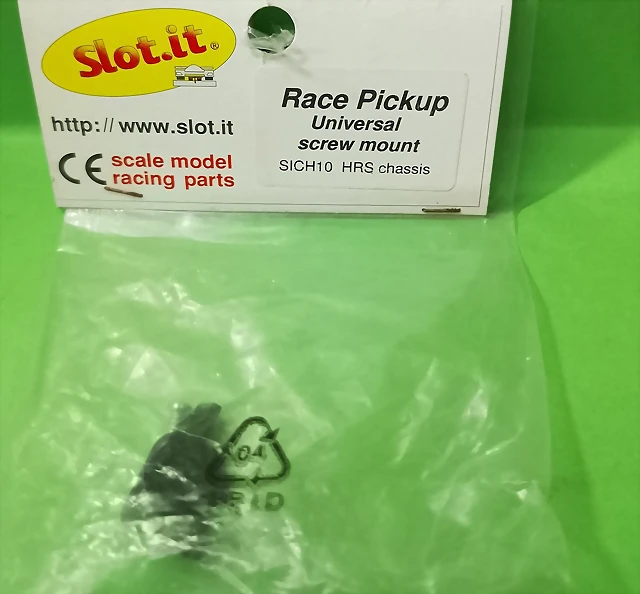 Slot.it®
http://www.slot.it
CE scale model
racing parts
Race Pickup
Universal
screw mount
SICH10 HRS chassis
04